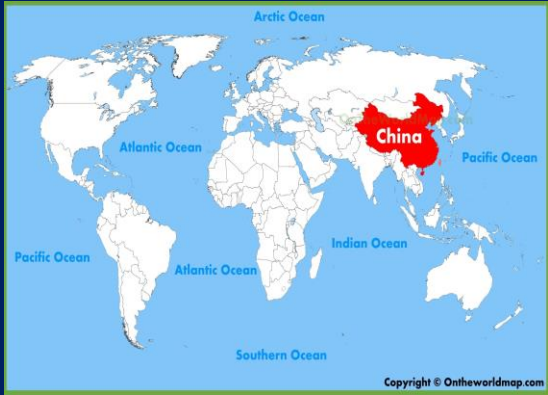 Arctic Ocean
China
Atlantic Ocean
Pacific Ocean
Indian Ocean
Pacific Ocean
Atlantic Ocean
Southern Ocean
Copyright © Ontheworldmap.com